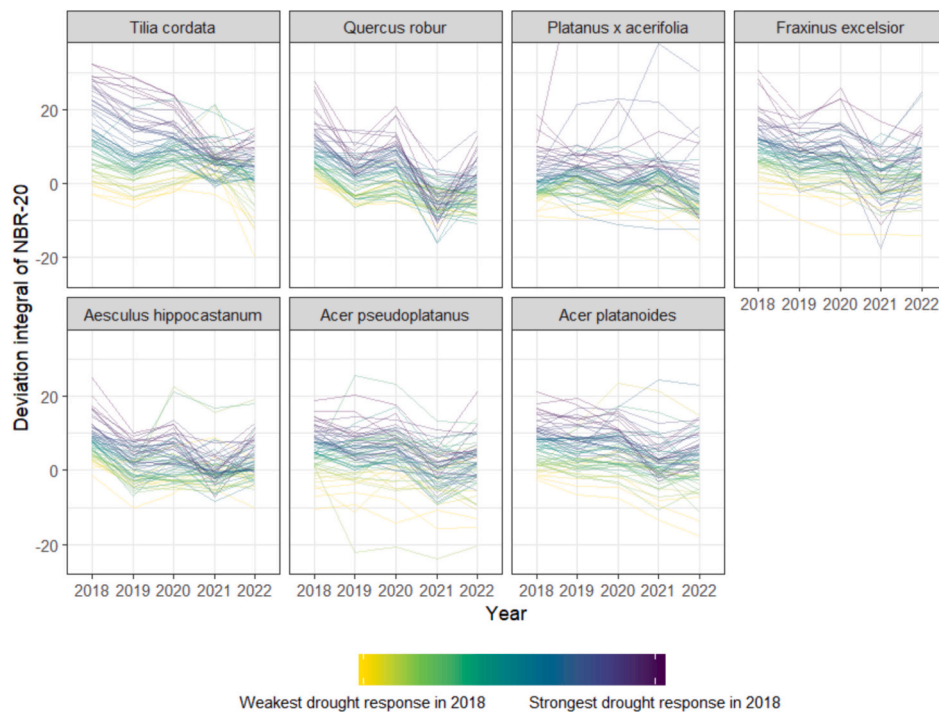 Tilia cordata
Quercus robur
Platanus x acerifolia
Fraxinus excelsior
20
0
-20
2018 2019 2020 2021 2022
Aesculus hippocastanum
Acer pseudoplatanus
Acer platanoides
20
0
-20
2018 2019 2020 2021 2022
2018 2019 2020 2021 2022
2018 2019 2020 2021 2022
Deviation integral of NBR-20
Year
Weakest drought response in 2018
Strongest drought response in 2018